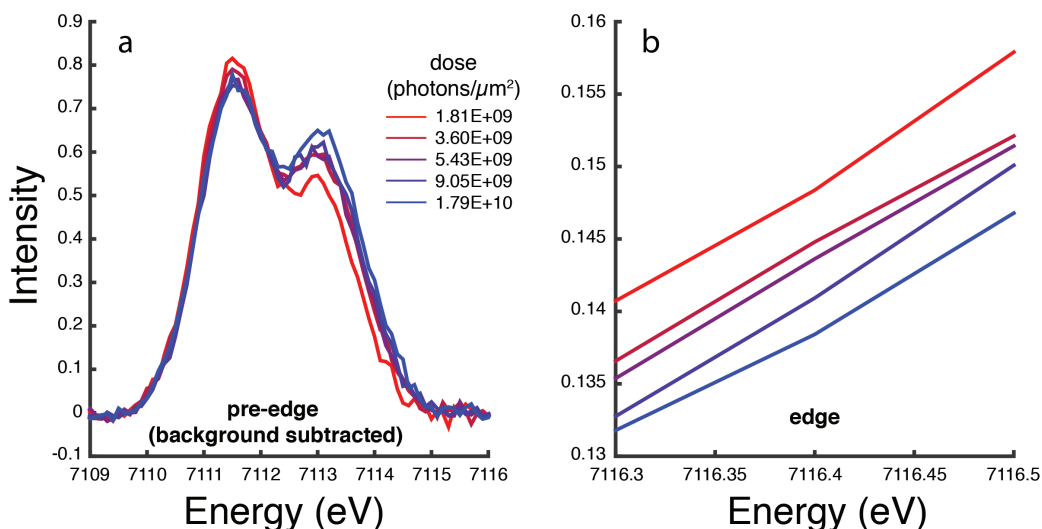 a
0.9
0.8
0.7
0.6
0.5
0.4
0.3
0.2
0.1
0
-0.1
Intensity
dose
(photons/µm²)
1.81E+09
3.60E+09
5.43E+09
9.05E+09
1.79E+10
pre-edge
(background subtracted)
7109 7110 7111 7112 7113 7114 7115 7116
Energy (eV)
b
0.16
0.155
0.15
0.145
0.14
0.135
0.13
edge
7116.3 7116.35 7116.4 7116.45 7116.5
Energy (eV)